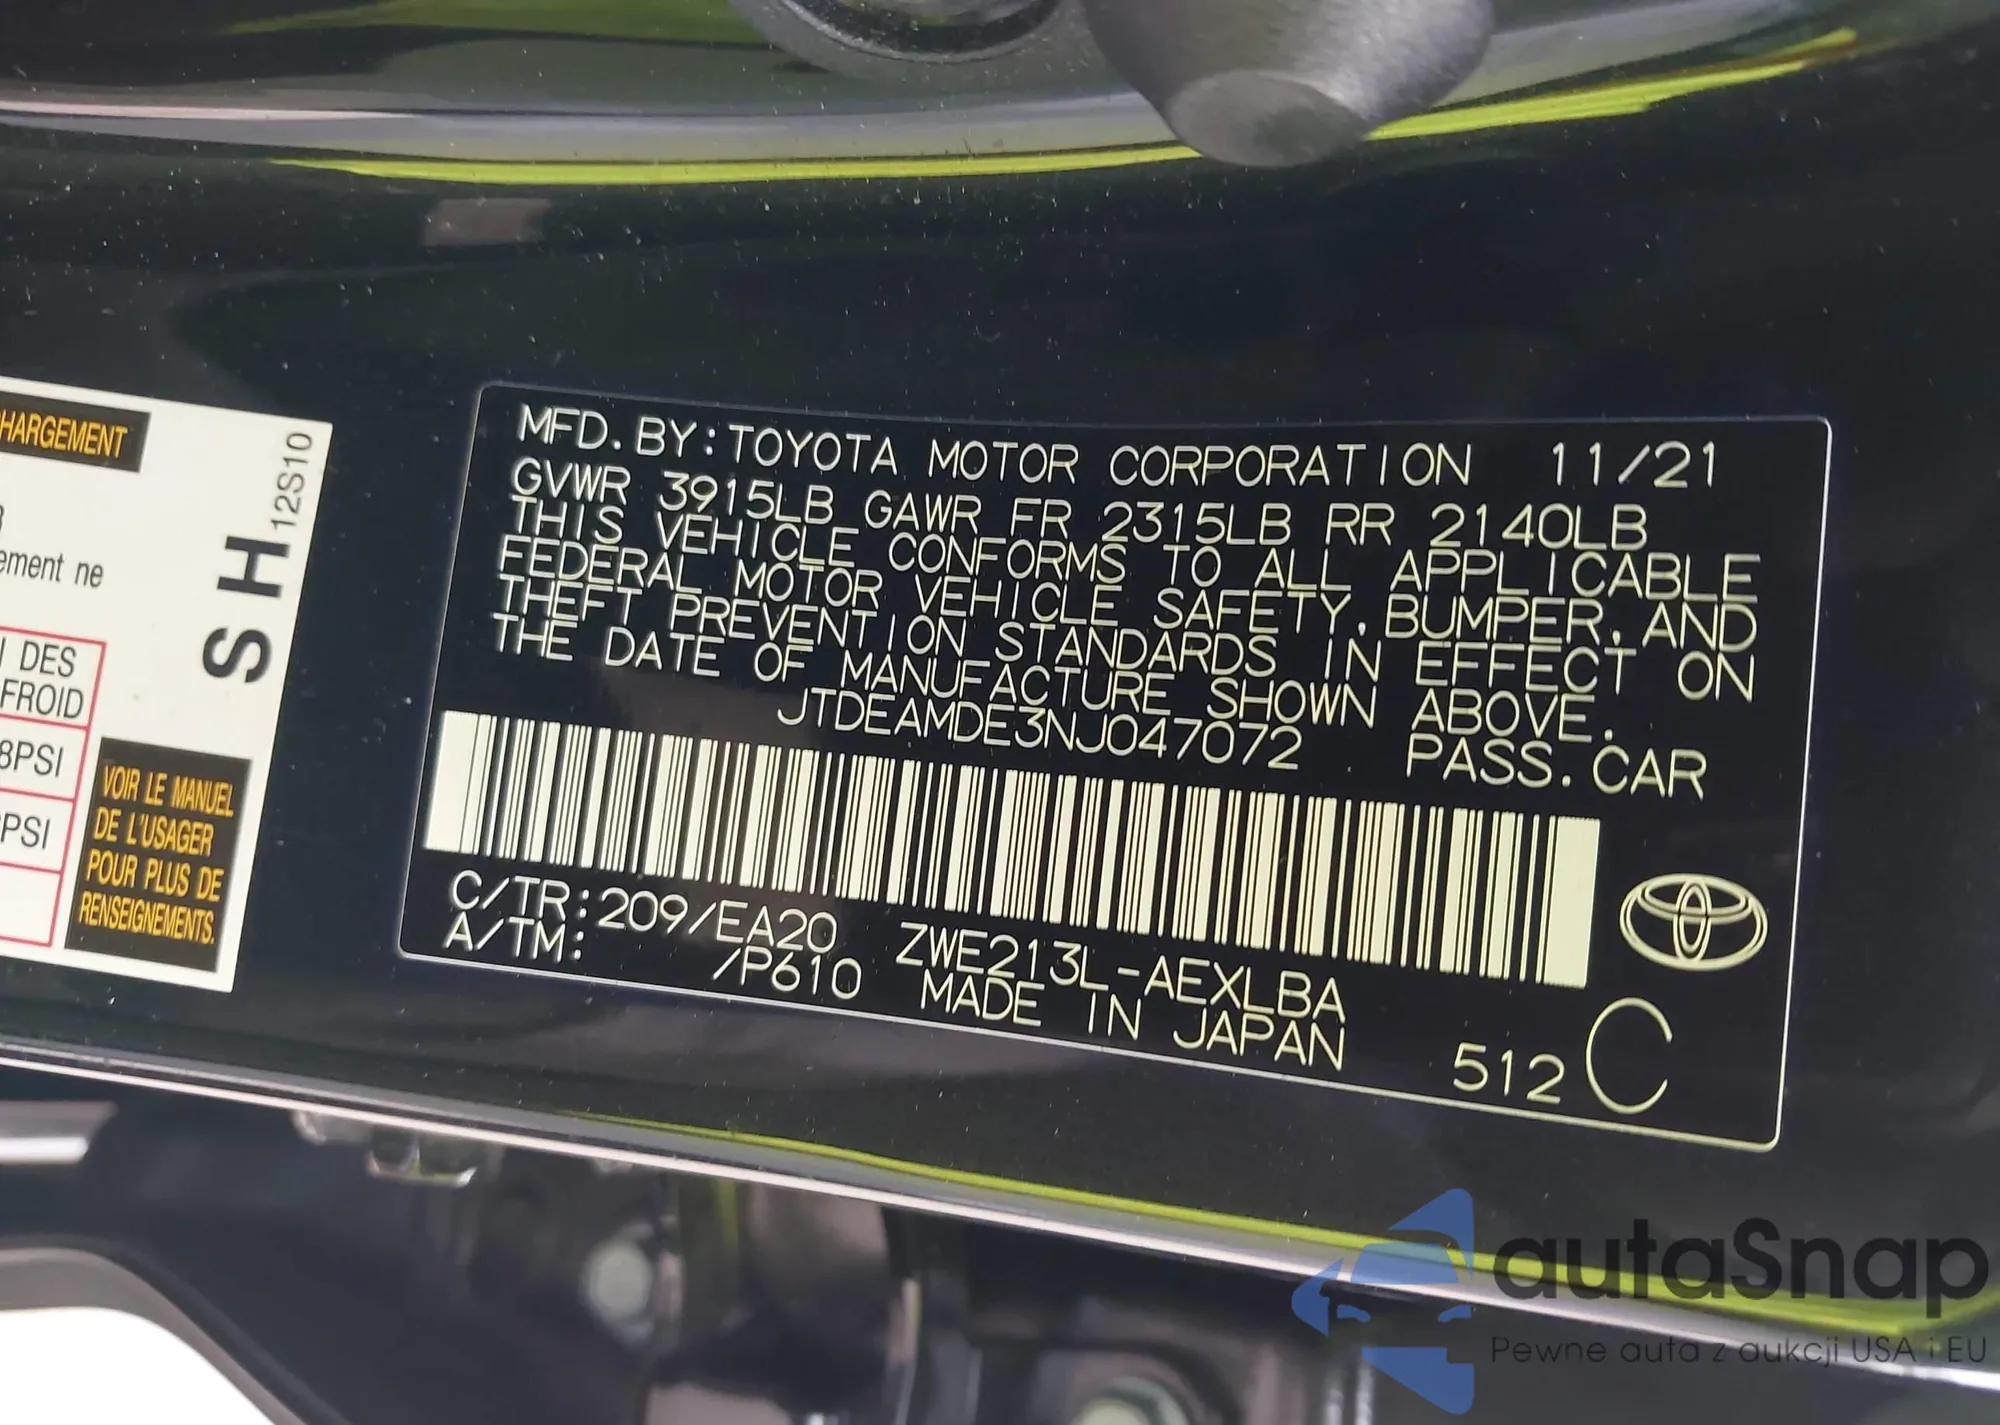 HARGEMENT
ement ne
DES
FROID
8PSI
PSI
VOIR LE MANUEL
DE L'USAGER
POUR PLUS DE
RENSEIGNEMENTS.
S H 12S10
MFD. BY: TOYOTA MOTOR CORPORATION 11/21
GVWR 3915LB GAWR FR 2315LB RR 2140LB
THIS VEHICLE CONFORMS TO ALL APPLICABLE
FEDERAL MOTOR VEHICLE SAFETY, BUMPER, AND
THEFT PREVENTION STANDARDS IN EFFECT ON
THE DATE OF MANUFACTURE SHOWN ABOVE.
JTDEAMDE3NJ047072 PASS. CAR
C/TR: 209/EA20 ZWE213L-AEXLBA
A/TM: /P610 MADE IN JAPAN 512 C
autaSnap
Pewne auta z aukcji USA i EU